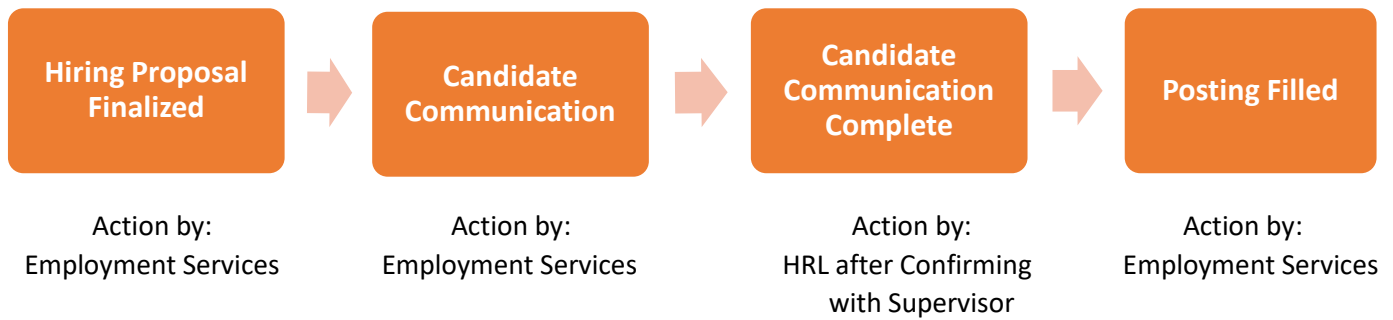 Hiring Proposal
Finalized
Candidate
Communication
Candidate
Communication
Complete
Posting Filled
Action by:
Employment Services
Action by:
Employment Services
Action by:
HRL after Confirming
with Supervisor
Action by:
Employment Services